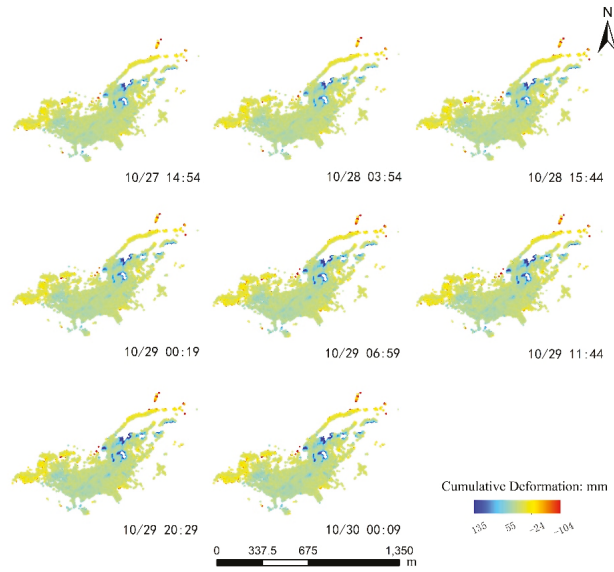 N
10/27 14:54
10/28 03:54
10/28 15:44
10/29 00:19
10/29 06:59
10/29 11:44
10/29 20:29
10/30 00:09
Cumulative Deformation: mm
135 55 -24 -104
0 337.5 675 1,350
m